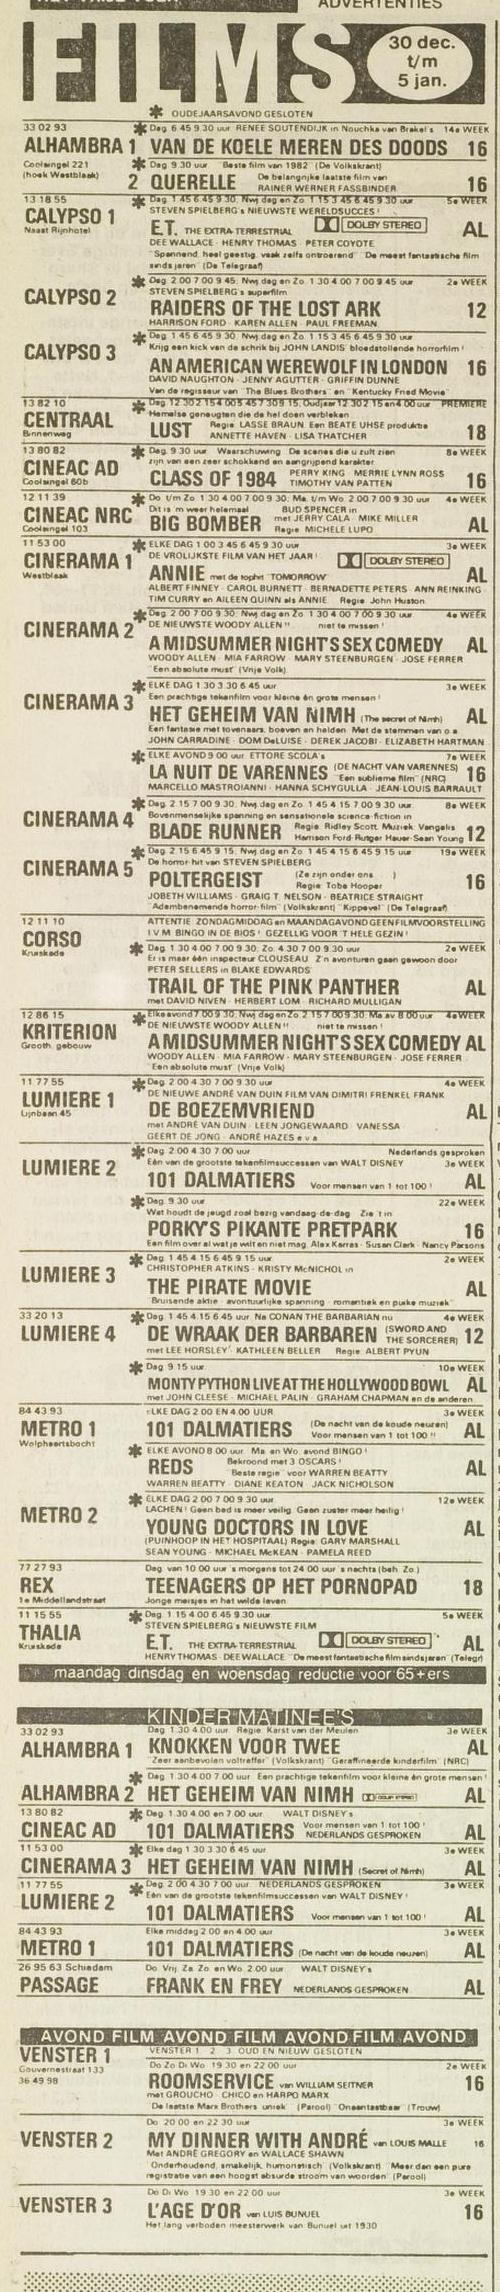 ADVERTENTIES
FILMS
30 dec.
t/m
5 jan.
✱ OUDEJAARSAVOND GESLOTEN
33 02 93
ALHAMBRA 1
✱ Dag. 6.45 9.30 uur RENEE SOUTENDIJK in Nouchka van Brakel's 14e WEEK
VAN DE KOELE MEREN DES DOODS 16
Coolsingel 221
(hoek Westblaak)
2
✱ Dag. 9.30 uur Beste film van 1982 (De Volkskrant)
QUERELLE De belangrijke laatste film van
RAINER WERNER FASSBINDER 16
13 18 55
CALYPSO 1
Naast Rijnhotel
✱ Dag. 1.45 6.45 9.30. Nwj.dag en Zo. 1.15 3.45 6.45 9.30 uur 5e WEEK
STEVEN SPIELBERG's NIEUWSTE WERELDSUCCES!
E.T. THE EXTRA-TERRESTRIAL DOLBY STEREO AL
DEE WALLACE - HENRY THOMAS - PETER COYOTE
"Spannend, heel geestig, vaak zelfs ontroerend" "De meest fantastische film
sinds jaren" (De Telegraaf)
CALYPSO 2
✱ Dag. 2.00 7.00 9.45. Nwj.dag en Zo. 1.30 4.00 7.00 9.45 uur 2e WEEK
STEVEN SPIELBERG's superfilm
RAIDERS OF THE LOST ARK 12
HARRISON FORD - KAREN ALLEN - PAUL FREEMAN
CALYPSO 3
✱ Dag. 1.45 6.45 9.30. Nwj.dag en Zo. 1.15 3.45 6.45 9.30 uur
Krijg een kick van de schrik bij JOHN LANDIS' bloedstollende horrorfilm!
AN AMERICAN WEREWOLF IN LONDON 16
DAVID NAUGHTON - JENNY AGUTTER - GRIFFIN DUNNE
Van de regisseur van "The Blues Brothers" en "Kentucky Fried Movie"
13 82 10
CENTRAAL
Binnenweg
✱ Dag. 12.30 2.15 4.00 5.45 7.30 9.15. Oudjaar 12.30 2.15 en 4.00 uur PREMIERE
Hemelse geneugten die de hel doen verbleken
LUST Regie LASSE BRAUN. Een BEATE UHSE produktie
ANNETTE HAVEN - LISA THATCHER 18
13 80 82
CINEAC AD
Coolsingel 60b
✱ Dag. 9.30 uur Waarschuwing. De scenes die u zult zien 8e WEEK
zijn van een zeer schokkend en aangrijpend karakter
CLASS OF 1984 PERRY KING - MERRIE LYNN ROSS
TIMOTHY VAN PATTEN 16
12 11 39
CINEAC NRC
Coolsingel 103
✱ Do. t/m Zo. 1.30 4.00 7.00 9.30; Ma. t/m Wo. 2.00 7.00 9.30 uur 4e WEEK
Dit is 'm weer helemaal BUD SPENCER in
BIG BOMBER met JERRY CALA - MIKE MILLER
Regie MICHELE LUPO AL
11 53 00
CINERAMA 1
Westblaak
✱ ELKE DAG 1.00 3.45 6.45 9.30 uur 3e WEEK
DE VROLIJKSTE FILM VAN HET JAAR! DOLBY STEREO
ANNIE met de tophit 'TOMORROW' AL
ALBERT FINNEY - CAROL BURNETT - BERNADETTE PETERS - ANN REINKING
TIM CURRY en AILEEN QUINN als ANNIE Regie John Huston
CINERAMA 2
✱ Dag. 2.00 7.00 9.30. Nwj.dag en Zo. 1.30 4.00 7.00 9.30 uur 4e WEEK
DE NIEUWSTE WOODY ALLEN!! niet te missen!
A MIDSUMMER NIGHT'S SEX COMEDY AL
WOODY ALLEN - MIA FARROW - MARY STEENBURGEN - JOSE FERRER
"Een absolute must" (Vrije Volk)
CINERAMA 3
✱ ELKE DAG 1.30 3.30 6.45 uur 3e WEEK
Een prachtige tekenfilm voor kleine én grote mensen!
HET GEHEIM VAN NIMH (The secret of Nimh) AL
Een fantasie met tovenaars, boeven en helden. Met de stemmen van o.a.
JOHN CARRADINE - DOM DeLUISE - DEREK JACOBI - ELIZABETH HARTMAN
✱ ELKE AVOND 9.00 uur ETTORE SCOLA's 7e WEEK
LA NUIT DE VARENNES (DE NACHT VAN VARENNES)
"Een sublieme film" (NRC) 16
MARCELLO MASTROIANNI - HANNA SCHYGULLA - JEAN-LOUIS BARRAULT
CINERAMA 4
✱ Dag. 2.15 7.00 9.30. Nwj.dag en Zo. 1.45 4.15 7.00 9.30 uur 8e WEEK
Bovenmenselijke spanning en sensationele science-fiction in
BLADE RUNNER Regie Ridley Scott. Muziek Vangelis
Harrison Ford-Rutger Hauer-Sean Young 12
CINERAMA 5
✱ Dag. 2.15 6.45 9.15. Nwj.dag en Zo. 1.45 4.15 6.45 9.15 uur 19e WEEK
De horror-hit van STEVEN SPIELBERG
POLTERGEIST (Ze zijn onder ons )
Regie Tobe Hooper 16
JOBETH WILLIAMS - GRAIG T. NELSON - BEATRICE STRAIGHT
"Adembenemende horror-film" (Volkskrant) "Kippevel" (De Telegraaf)
12 11 10
CORSO
Kruiskade
ATTENTIE ZONDAGMIDDAG en MAANDAGAVOND GEEN FILMVOORSTELLING
I.V.M. BINGO IN DE BIOS! GEZELLIG VOOR 'T HELE GEZIN!
✱ Dag. 1.30 4.00 7.00 9.30; Zo. 4.30 7.00 9.30 uur 2e WEEK
Er is maar één inspecteur CLOUSEAU. Z'n avonturen gaan gewoon door
PETER SELLERS in BLAKE EDWARDS'
TRAIL OF THE PINK PANTHER AL
met DAVID NIVEN - HERBERT LOM - RICHARD MULLIGAN
12 86 15
KRITERION
Grooth. gebouw
✱ Elke avond 7.00 9.30. Nwj.dag en Zo. 2.15 7.00 9.30. Ma.av. 8.00 uur 4e WEEK
DE NIEUWSTE WOODY ALLEN!! niet te missen!
A MIDSUMMER NIGHT'S SEX COMEDY AL
WOODY ALLEN - MIA FARROW - MARY STEENBURGEN - JOSE FERRER
"Een absolute must" (Vrije Volk)
11 77 55
LUMIERE 1
Lijnbaan 45
✱ Dag. 2.00 4.30 7.00 9.30 uur 4e WEEK
DE NIEUWE ANDRÉ VAN DUIN FILM VAN DIMITRI FRENKEL FRANK
DE BOEZEMVRIEND AL
met ANDRÉ VAN DUIN - LEEN JONGEWAARD - VANESSA
GEERT DE JONG - ANDRÉ HAZES e.v.a.
LUMIERE 2
✱ Dag. 2.00 4.30 7.00 uur Nederlands gesproken
Eén van de grootste tekenfilmsuccessen van WALT DISNEY 3e WEEK
101 DALMATIERS Voor mensen van 1 tot 100! AL
✱ Dag. 9.30 uur 22e WEEK
Wat houdt de jeugd zoal bezig vandaag-de-dag. Zie 't in
PORKY'S PIKANTE PRETPARK 16
Een film over al wat je wilt en niet mag. Alex Karras - Susan Clark - Nancy Parsons
LUMIERE 3
✱ Dag. 1.45 4.15 6.45 9.15 uur 2e WEEK
CHRISTOPHER ATKINS - KRISTY McNICHOL in
THE PIRATE MOVIE AL
"Bruisende aktie - avontuurlijke spanning - romantiek en puike muziek"
33 20 13
LUMIERE 4
✱ Dag. 1.45 4.15 6.45 uur Na CONAN THE BARBARIAN nu 4e WEEK
DE WRAAK DER BARBAREN (SWORD AND
THE SORCERER) 12
met LEE HORSLEY - KATHLEEN BELLER Regie ALBERT PYUN
✱ Dag. 9.15 uur 10e WEEK
MONTY PYTHON LIVE AT THE HOLLYWOOD BOWL AL
met JOHN CLEESE - MICHAEL PALIN - GRAHAM CHAPMAN en de anderen
84 43 93
METRO 1
Wolphaertsbocht
ELKE DAG 2.00 EN 4.00 UUR 3e WEEK
101 DALMATIERS (De nacht van de koude neuzen)
Voor mensen van 1 tot 100!! AL
✱ ELKE AVOND 8.00 uur. Ma. en Wo. avond BINGO!
REDS Bekroond met 3 OSCARS!
"Beste regie" voor WARREN BEATTY AL
WARREN BEATTY - DIANE KEATON - JACK NICHOLSON
METRO 2
✱ ELKE DAG 2.00 7.00 9.30 uur 12e WEEK
LACHEN! Geen bed is meer veilig. Geen zuster meer heilig!
YOUNG DOCTORS IN LOVE AL
(PUINHOOP IN HET HOSPITAAL) Regie: GARY MARSHALL
SEAN YOUNG - MICHAEL McKEAN - PAMELA REED
77 27 93
REX
1e Middellandstraat
Dag. van 10.00 uur 's morgens tot 24.00 uur 's nachts (beh. Zo.)
TEENAGERS OP HET PORNOPAD 18
Jonge meisjes in het wilde leven
11 15 55
THALIA
Kruiskade
✱ Dag. 1.15 4.00 6.45 9.30 uur 5e WEEK
STEVEN SPIELBERG's NIEUWSTE FILM
E.T. THE EXTRA-TERRESTRIAL DOLBY STEREO AL
HENRY THOMAS - DEE WALLACE "De meest fantastische film sinds jaren" (Telegr)
maandag dinsdag én woensdag reductie voor 65+ers
KINDER MATINEE'S
33 02 93
ALHAMBRA 1
Dag. 1.30 4.00 uur. Regie: Karst van der Meulen 3e WEEK
KNOKKEN VOOR TWEE AL
"Zeer aanbevolen voltreffer" (Volkskrant) "Geraffineerde kinderfilm" (NRC)
ALHAMBRA 2
✱ Dag. 1.30 4.00 7.00 uur. Een prachtige tekenfilm voor kleine én grote mensen!
HET GEHEIM VAN NIMH DOLBY STEREO AL
13 80 82
CINEAC AD
✱ Dag. 1.30 4.00 en 7.00 uur. WALT DISNEY's 3e WEEK
101 DALMATIERS Voor mensen van 1 tot 100!
NEDERLANDS GESPROKEN AL
11 53 00
CINERAMA 3
✱ Elke dag 1.30 3.30 6.45 uur 3e WEEK
HET GEHEIM VAN NIMH (Secret of Nimh) AL
11 77 55
LUMIERE 2
✱ Dag. 2.00 4.30 7.00 uur NEDERLANDS GESPROKEN 3e WEEK
Eén van de grootste tekenfilmsuccessen van WALT DISNEY!
101 DALMATIERS Voor mensen van 1 tot 100! AL
84 43 93
METRO 1
Elke middag 2.00 en 4.00 uur 3e WEEK
101 DALMATIERS (De nacht van de koude neuzen) AL
26 95 63 Schiedam
PASSAGE
Do. Vrij. Za. Zo. en Wo. 2.00 uur. WALT DISNEY's
FRANK EN FREY NEDERLANDS GESPROKEN AL
AVOND FILM AVOND FILM AVOND FILM AVOND
VENSTER 1
Gouvernestraat 133
36 49 98
VENSTER 1 2 3 OUD EN NIEUW GESLOTEN
Do Zo Di Wo 19.30 en 22.00 uur 2e WEEK
ROOMSERVICE van WILLIAM SEITNER 16
met GROUCHO - CHICO en HARPO MARX
"De laatste Marx Brothers uniek" (Parool) "Onaantastbaar" (Trouw)
VENSTER 2
Do. 20.00 en 22.30 uur 3e WEEK
MY DINNER WITH ANDRÉ van LOUIS MALLE 16
Met ANDRÉ GREGORY en WALLACE SHAWN
"Onderhoudend, smakelijk, humoristisch" (Volkskrant) "Meer dan een pure
registratie van een hoogst absurde stroom van woorden" (Parool)
VENSTER 3
Do Di Wo 19.30 en 22.00 uur 3e WEEK
L'AGE D'OR van LUIS BUNUEL 16
Het lang verboden meesterwerk van Bunuel uit 1930